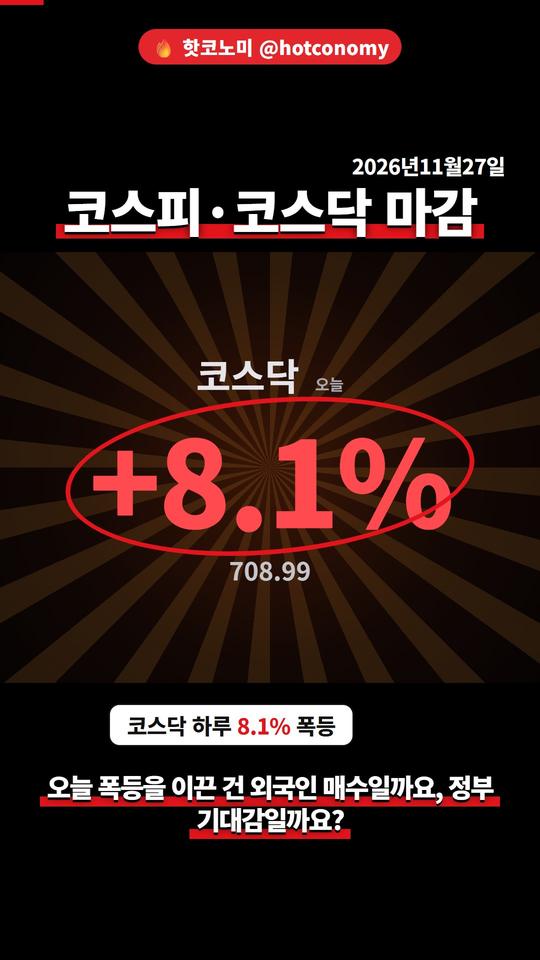 🔥 핫코노미 @hotconomy
2026년11월27일
코스피·코스닥 마감
코스닥 오늘
+8.1%
708.99
코스닥 하루 8.1% 폭등
오늘 폭등을 이끈 건 외국인 매수일까요, 정부
기대감일까요?